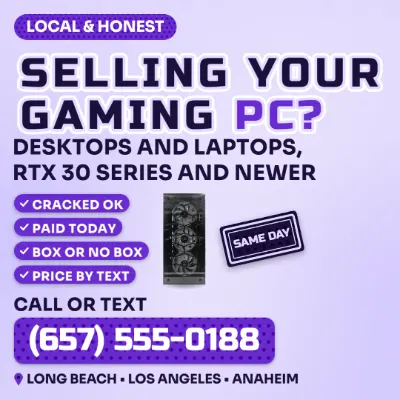 LOCAL & HONEST
SELLING YOUR
GAMING PC?
DESKTOPS AND LAPTOPS,
RTX 30 SERIES AND NEWER
CRACKED OK
PAID TODAY
BOX OR NO BOX
PRICE BY TEXT
SAME DAY
CALL OR TEXT
(657) 555-0188
LONG BEACH • LOS ANGELES • ANAHEIM